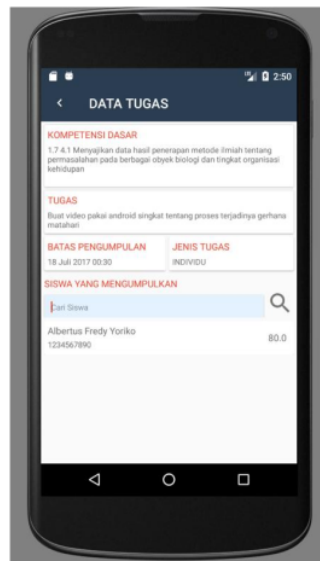 2:50
DATA TUGAS
KOMPETENSI DASAR
1.7 4.1 Menyajikan data hasil penerapan metode ilmiah tentang
permasalahan pada berbagai obyek biologi dan tingkat organisasi
kehidupan
TUGAS
Buat video pakai android singkat tentang proses terjadinya gerhana
matahari
BATAS PENGUMPULAN
18 Juli 2017 00:30
JENIS TUGAS
INDIVIDU
SISWA YANG MENGUMPULKAN
Cari Siswa
Albertus Fredy Yoriko
1234567890
80.0